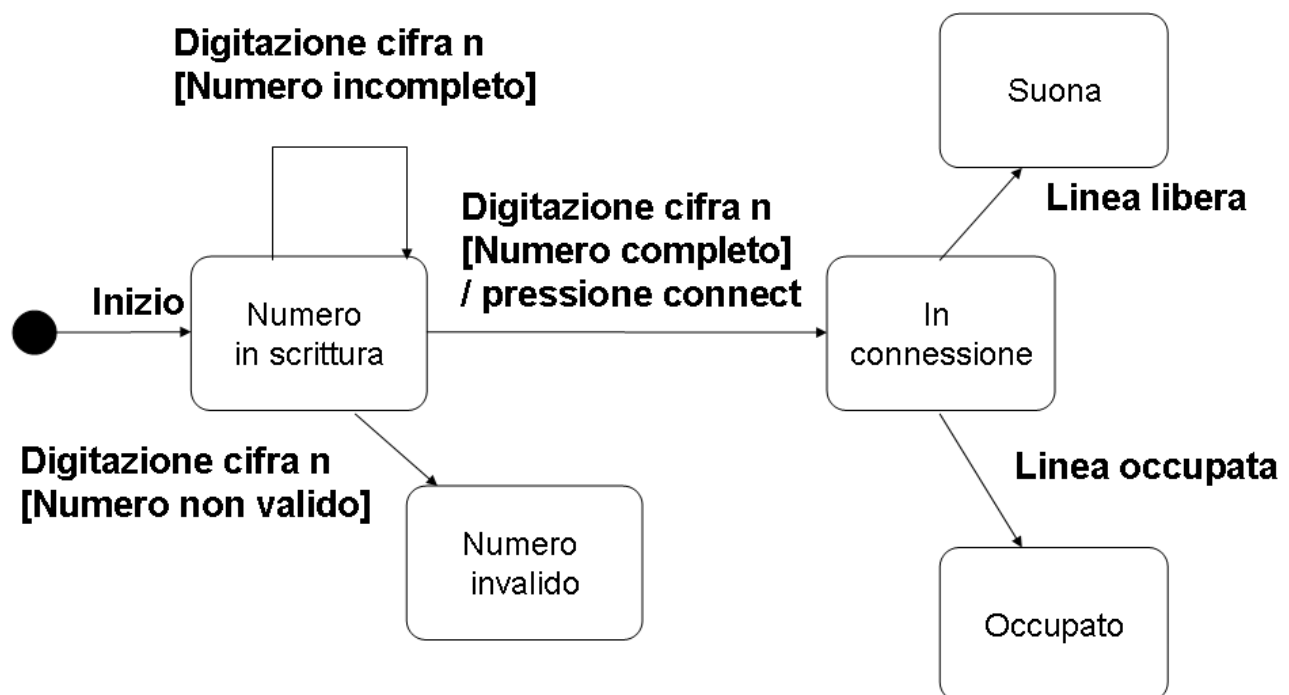 Digitazione cifra n
[Numero incompleto]
Suona
Linea libera
Digitazione cifra n
[Numero completo]
/ pressione connect
Inizio
Numero
in scrittura
In
connessione
Digitazione cifra n
[Numero non valido]
Linea occupata
Numero
invalido
Occupato